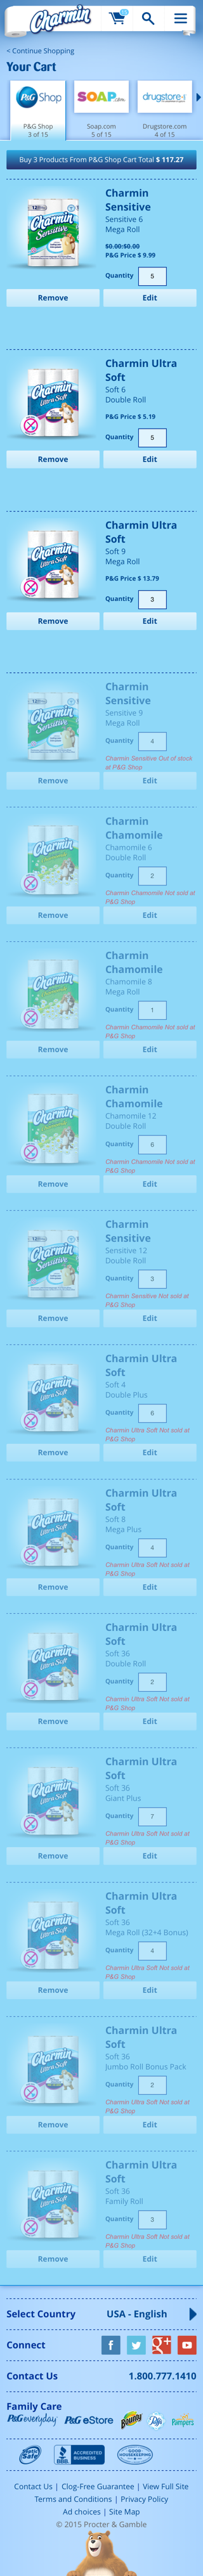 Charmin
< Continue Shopping
Your Cart
P&G Shop
SOAP.com
drugstore
P&G Shop
3 of 15
Soap.com
5 of 15
Drugstore.com
4 of 15
Buy 3 Products From P&G Shop Cart Total $ 117.27
Charmin
Sensitive
Sensitive 6
Mega Roll
$0.00$0.00
P&G Price $ 9.99
Quantity 5
Remove Edit
Charmin Ultra
Soft
Soft 6
Double Roll
P&G Price $ 5.19
Quantity 5
Remove Edit
Charmin Ultra
Soft
Soft 9
Mega Roll
P&G Price $ 13.79
Quantity 3
Remove Edit
Charmin
Sensitive
Sensitive 9
Mega Roll
Quantity 4
Charmin Sensitive Out of stock
at P&G Shop
Remove Edit
Charmin
Chamomile
Chamomile 6
Double Roll
Quantity 2
Charmin Chamomile Not sold at
P&G Shop
Remove Edit
Charmin
Chamomile
Chamomile 8
Mega Roll
Quantity 1
Charmin Chamomile Not sold at
P&G Shop
Remove Edit
Charmin
Chamomile
Chamomile 12
Double Roll
Quantity 6
Charmin Chamomile Not sold at
P&G Shop
Remove Edit
Charmin
Sensitive
Sensitive 12
Double Roll
Quantity 3
Charmin Sensitive Not sold at
P&G Shop
Remove Edit
Charmin Ultra
Soft
Soft 4
Double Plus
Quantity 6
Charmin Ultra Soft Not sold at
P&G Shop
Remove Edit
Charmin Ultra
Soft
Soft 8
Mega Plus
Quantity 4
Charmin Ultra Soft Not sold at
P&G Shop
Remove Edit
Charmin Ultra
Soft
Soft 36
Double Roll
Quantity 2
Charmin Ultra Soft Not sold at
P&G Shop
Remove Edit
Charmin Ultra
Soft
Soft 36
Giant Plus
Quantity 7
Charmin Ultra Soft Not sold at
P&G Shop
Remove Edit
Charmin Ultra
Soft
Soft 36
Mega Roll (32+4 Bonus)
Quantity 4
Charmin Ultra Soft Not sold at
P&G Shop
Remove Edit
Charmin Ultra
Soft
Soft 36
Jumbo Roll Bonus Pack
Quantity 2
Charmin Ultra Soft Not sold at
P&G Shop
Remove Edit
Charmin Ultra
Soft
Soft 36
Family Roll
Quantity 3
Charmin Ultra Soft Not sold at
P&G Shop
Remove Edit
Select Country USA - English
Connect
Contact Us 1.800.777.1410
Family Care
P&G everyday P&G eStore Bounty Puffs Pampers
Septic Safe BBB ACCREDITED BUSINESS GOOD HOUSEKEEPING
Contact Us | Clog-Free Guarantee | View Full Site
Terms and Conditions | Privacy Policy
Ad choices | Site Map
© 2015 Procter & Gamble